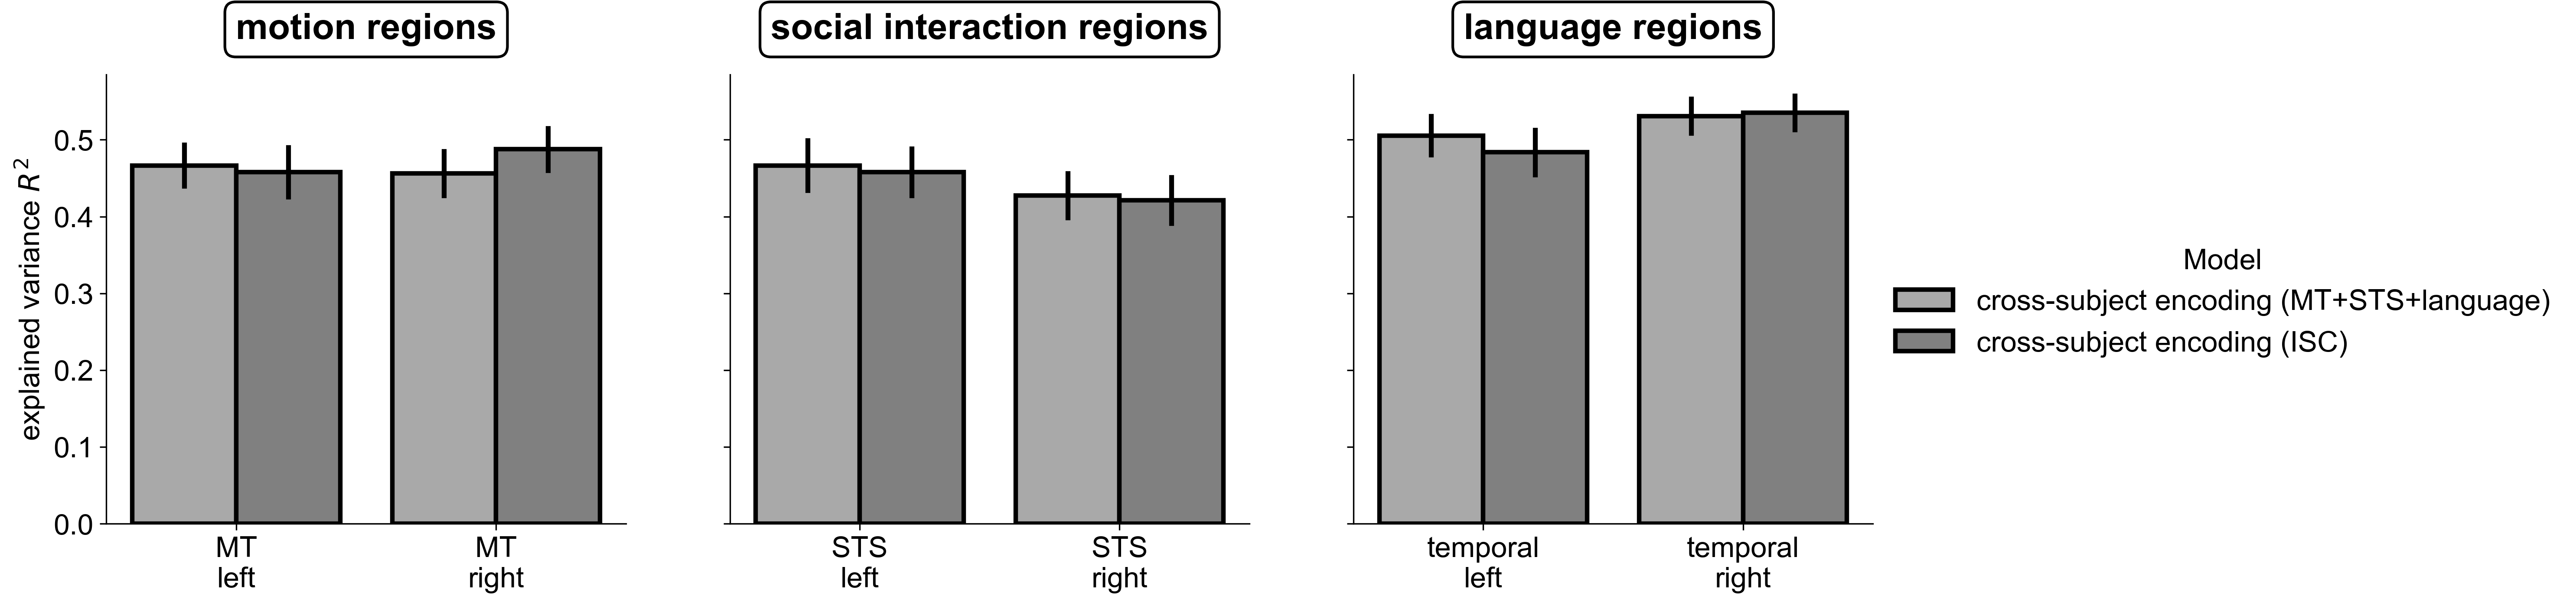 motion regions
social interaction regions
language regions
explained variance R²
0.5
0.4
0.3
0.2
0.1
0.0
MT
left
MT
right
STS
left
STS
right
temporal
left
temporal
right
Model
cross-subject encoding (MT+STS+language)
cross-subject encoding (ISC)